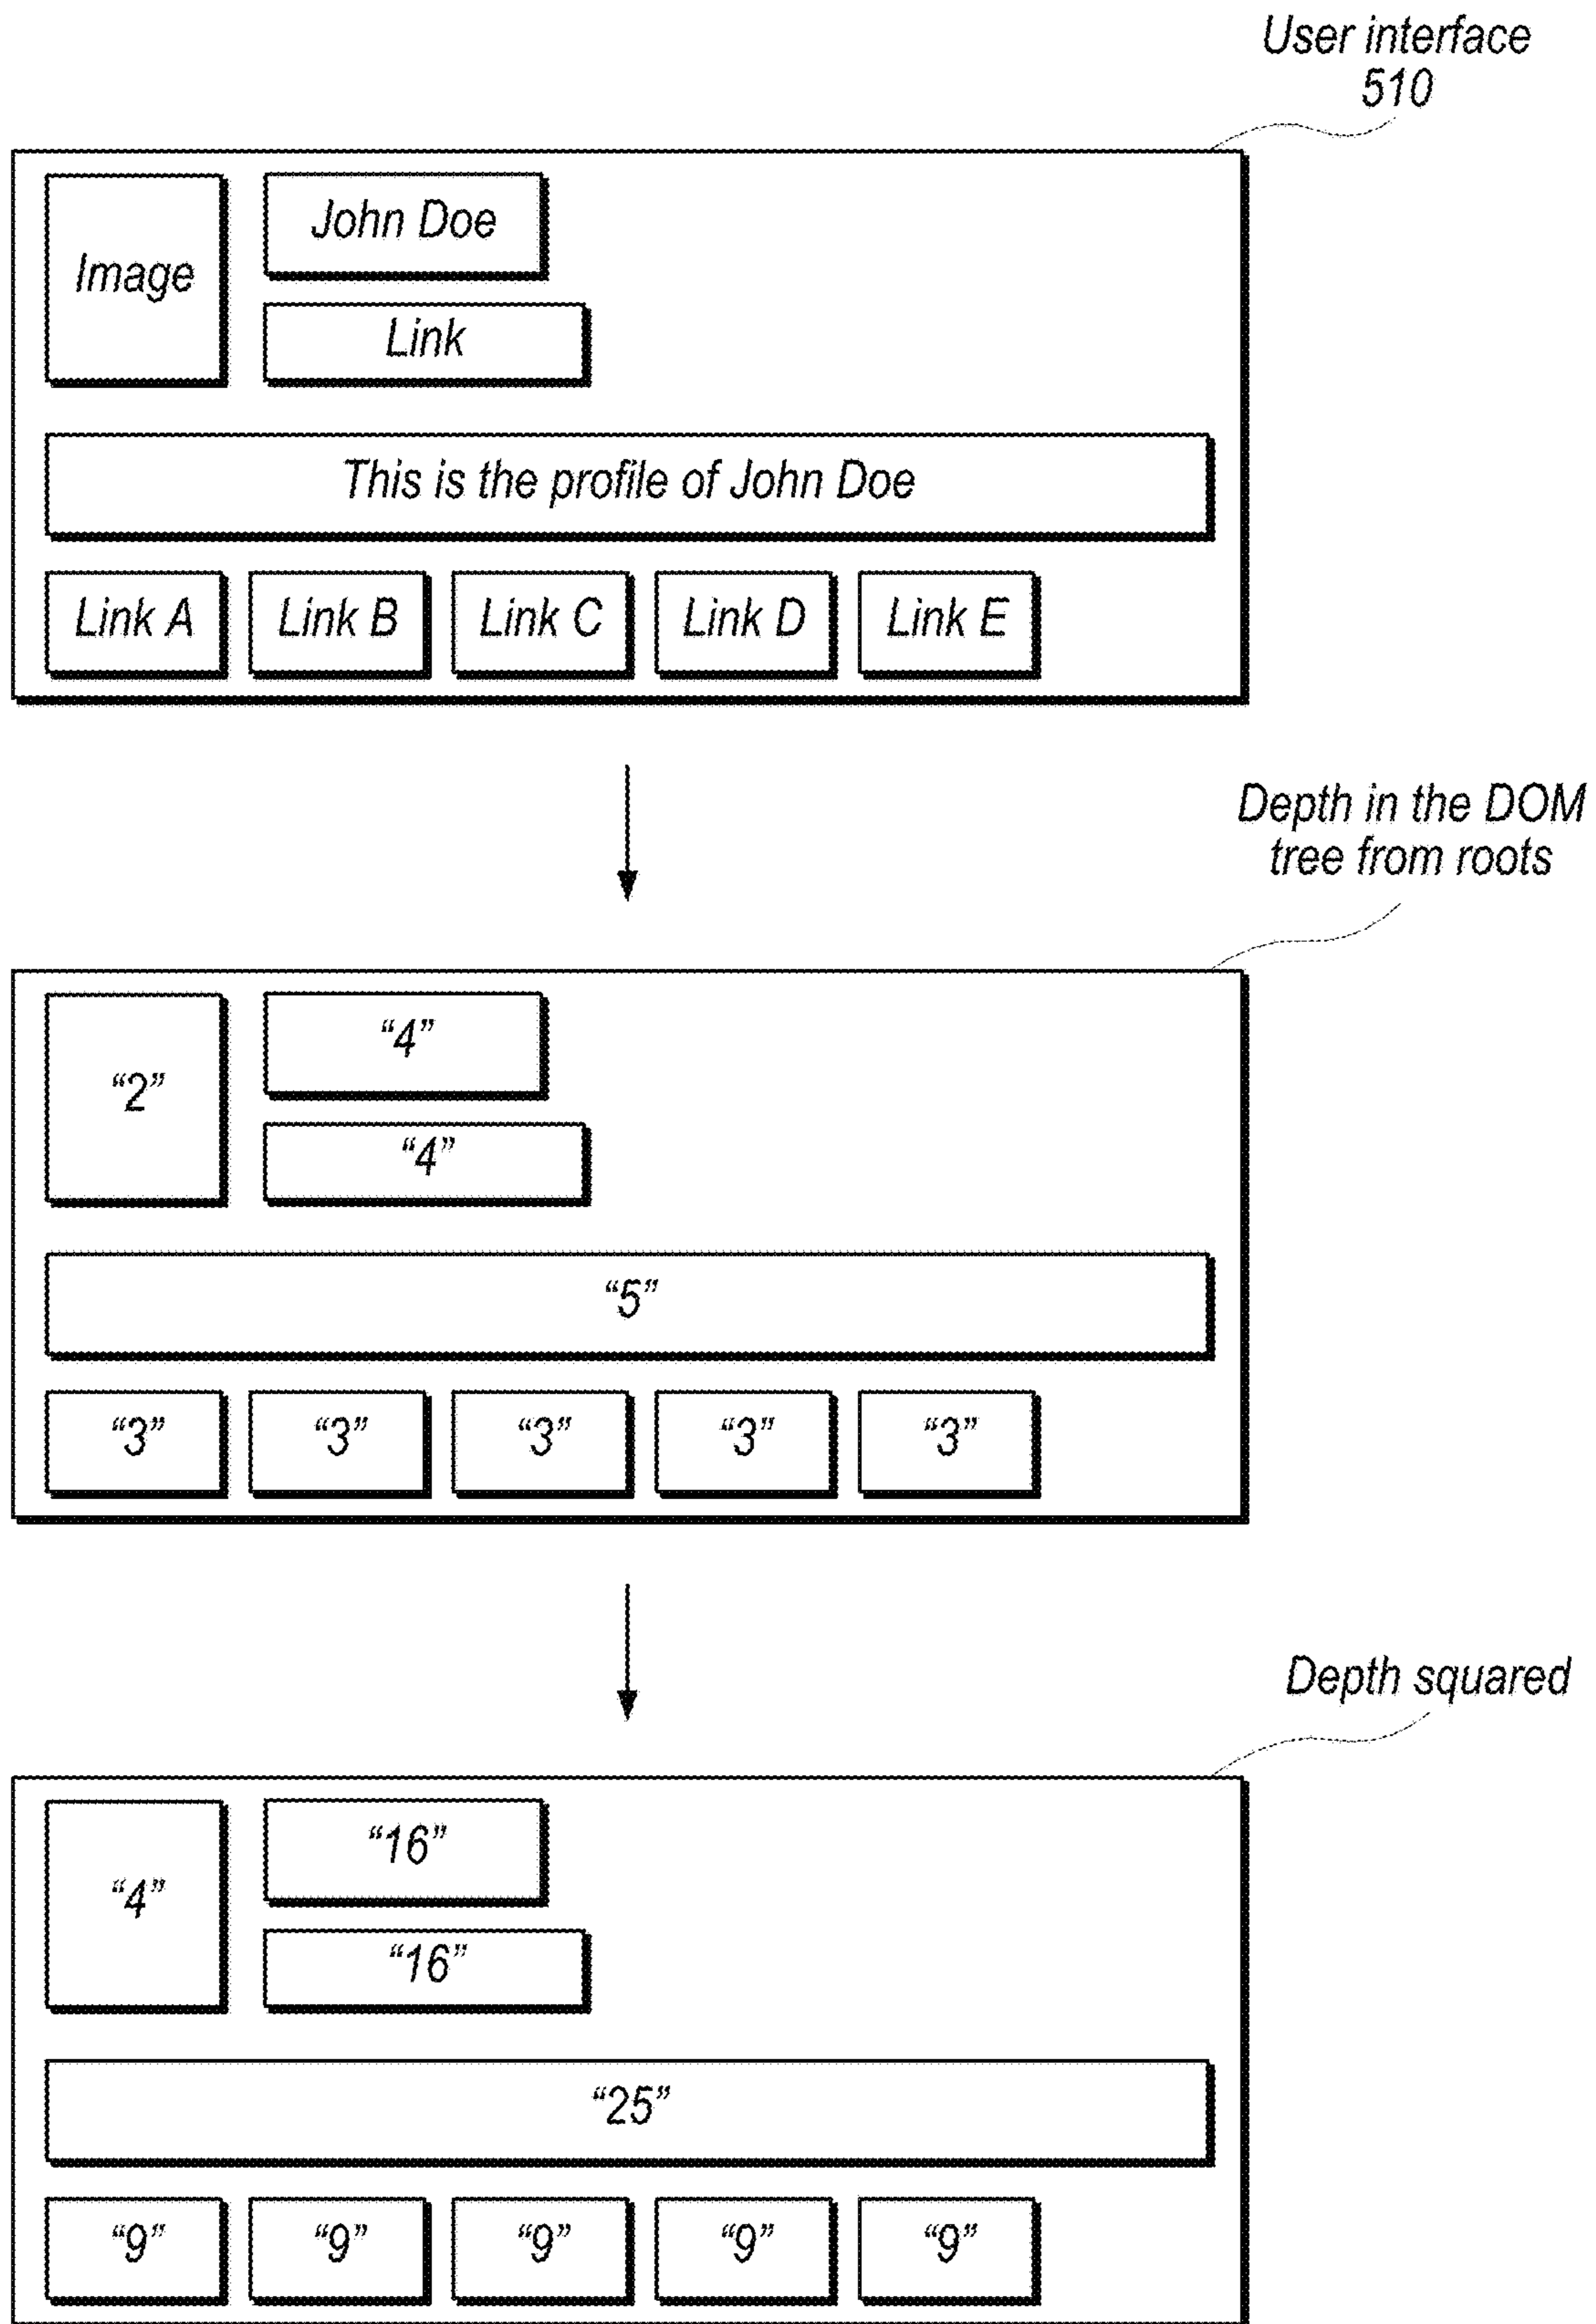 User interface
510
Image
John Doe
Link
This is the profile of John Doe
Link A
Link B
Link C
Link D
Link E
Depth in the DOM
tree from roots
“2”
“4”
“4”
“5”
“3”
“3”
“3”
“3”
“3”
Depth squared
“4”
“16”
“16”
“25”
“9”
“9”
“9”
“9”
“9”